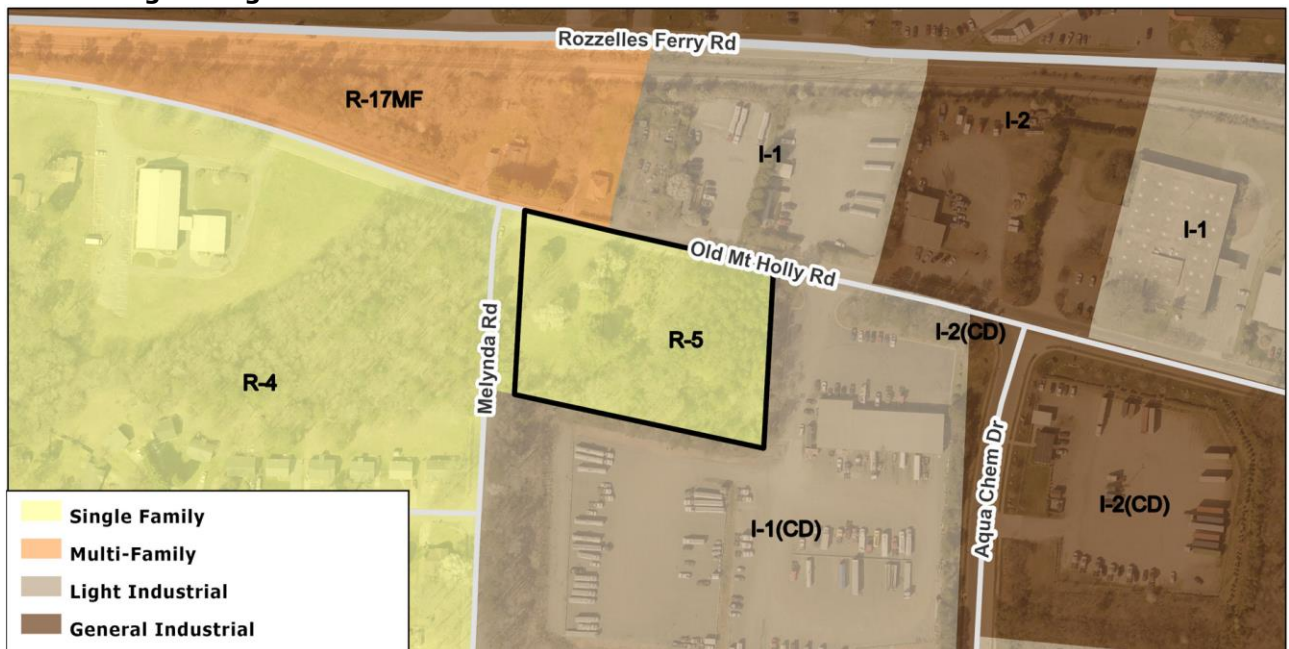 Rozzelles Ferry Rd
R-17MF
I-2
I-1
I-1
Old Mt Holly Rd
I-2(CD)
R-5
Melynda Rd
R-4
Aqua Chem Dr
I-2(CD)
I-1(CD)
Single Family
Multi-Family
Light Industrial
General Industrial